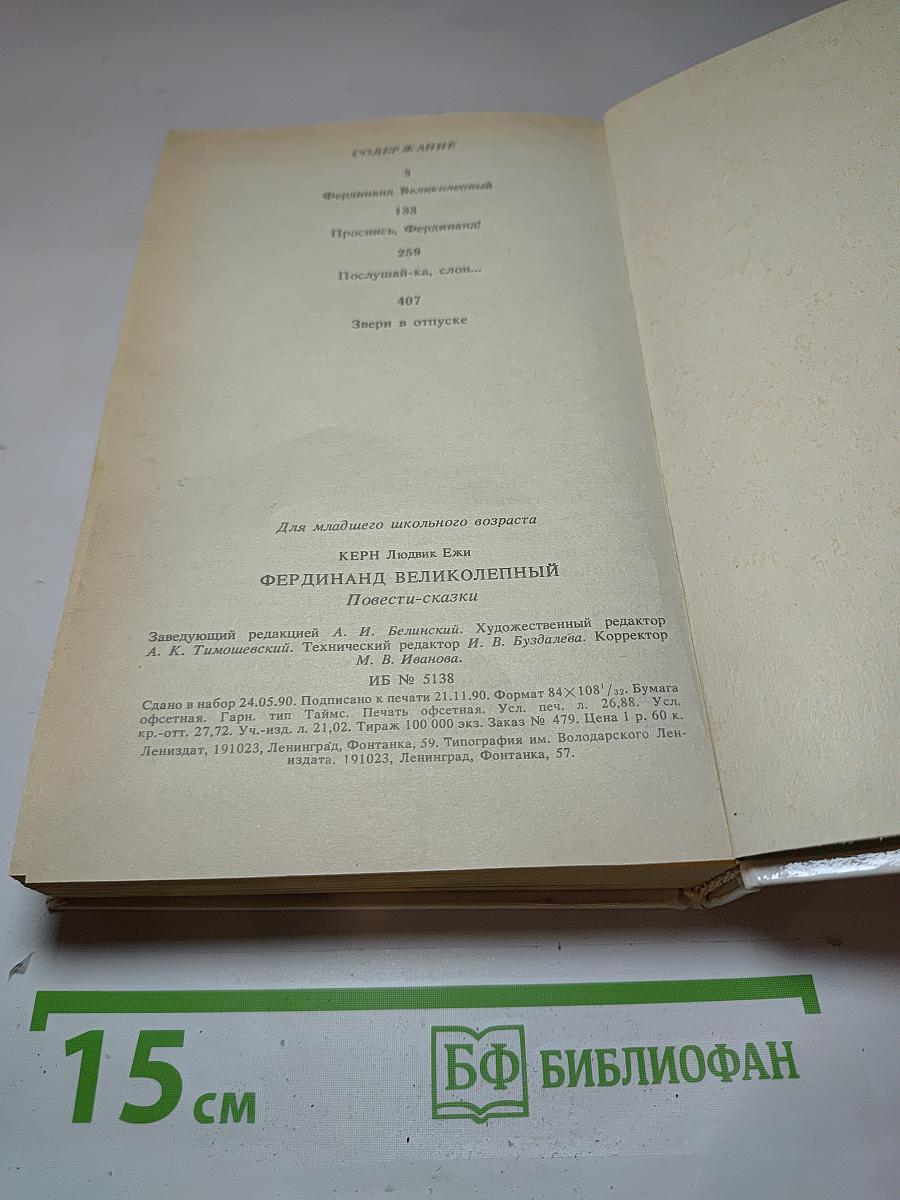 СОДЕРЖАНИЕ
5
Фердинанд Великолепный
133
Проснись, Фердинанд!
259
Послушай-ка, слон...
407
Звери в отпуске
Для младшего школьного возраста
КЕРН Людвик Ежи
ФЕРДИНАНД ВЕЛИКОЛЕПНЫЙ
Повести-сказки
Заведующий редакцией А. И. Белинский. Художественный редактор
А. К. Тимошевский. Технический редактор И. В. Буздалева. Корректор
М. В. Иванова.
ИБ № 5138
Сдано в набор 24.05.90. Подписано к печати 21.11.90. Формат 84×108¹/₃₂. Бумага
офсетная. Гарн. тип Таймс. Печать офсетная. Усл. печ. л. 26,88. Усл.
кр.-отт. 27,72. Уч.-изд. л. 21,02. Тираж 100 000 экз. Заказ № 479. Цена 1 р. 60 к.
Лениздат, 191023, Ленинград, Фонтанка, 59. Типография им. Володарского Лен-
издата. 191023, Ленинград, Фонтанка, 57.
15 см
БФ БИБЛИОФАН